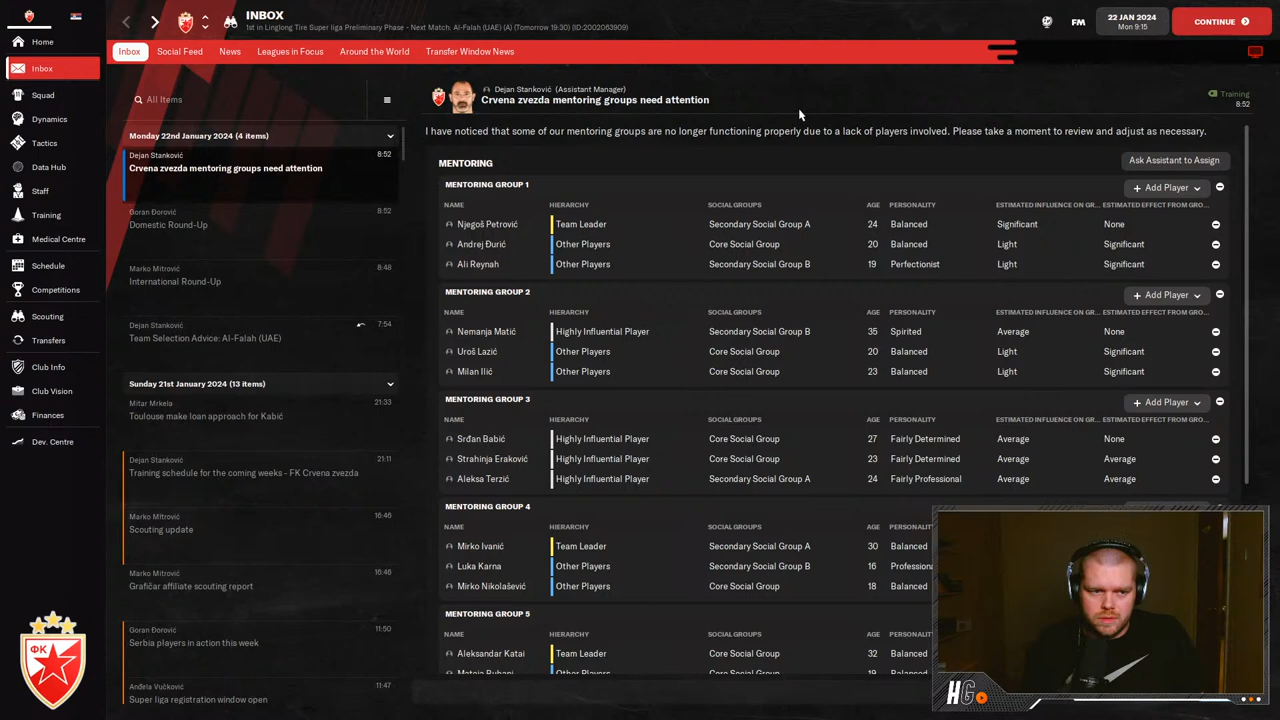 INBOX
1st in Linglong Tire Super liga Preliminary Phase - Next Match: Al-Falah (UAE) (A) (Tomorrow 19:30) (ID:2002063909)
FM
22 JAN 2024
Mon 9:15
CONTINUE
Home
Inbox
Squad
Dynamics
Tactics
Data Hub
Staff
Training
Medical Centre
Schedule
Competitions
Scouting
Transfers
Club Info
Club Vision
Finances
Dev. Centre
Inbox Social Feed News Leagues in Focus Around the World Transfer Window News
All Items
Monday 22nd January 2024 (4 items)
Dejan Stanković 8:52
Crvena zvezda mentoring groups need attention
Goran Đorović 8:52
Domestic Round-Up
Marko Mitrović 8:48
International Round-Up
Dejan Stanković 7:54
Team Selection Advice: Al-Falah (UAE)
Sunday 21st January 2024 (13 items)
Mitar Mrkela 21:33
Toulouse make loan approach for Kabić
Dejan Stanković 21:11
Training schedule for the coming weeks - FK Crvena zvezda
Marko Mitrović 16:46
Scouting update
Marko Mitrović 16:46
Grafičar affiliate scouting report
Goran Đorović 11:50
Serbia players in action this week
Anđela Vučković 11:47
Super liga registration window open
Dejan Stanković (Assistant Manager)
Crvena zvezda mentoring groups need attention
Training
8:52
I have noticed that some of our mentoring groups are no longer functioning properly due to a lack of players involved. Please take a moment to review and adjust as necessary.
MENTORING
Ask Assistant to Assign
MENTORING GROUP 1
Add Player
NAME HIERARCHY SOCIAL GROUPS AGE PERSONALITY ESTIMATED INFLUENCE ON GR... ESTIMATED EFFECT FROM GRO...
Njegoš Petrović Team Leader Secondary Social Group A 24 Balanced Significant None
Andrej Đurić Other Players Core Social Group 20 Balanced Light Significant
Ali Reynah Other Players Secondary Social Group B 19 Perfectionist Light Significant
MENTORING GROUP 2
Add Player
NAME HIERARCHY SOCIAL GROUPS AGE PERSONALITY ESTIMATED INFLUENCE ON GR... ESTIMATED EFFECT FROM GRO...
Nemanja Matić Highly Influential Player Secondary Social Group B 35 Spirited Average None
Uroš Lazić Other Players Core Social Group 20 Balanced Light Significant
Milan Ilić Other Players Core Social Group 23 Balanced Light Significant
MENTORING GROUP 3
Add Player
NAME HIERARCHY SOCIAL GROUPS AGE PERSONALITY ESTIMATED INFLUENCE ON GR... ESTIMATED EFFECT FROM GRO...
Srđan Babić Highly Influential Player Core Social Group 27 Fairly Determined Average None
Strahinja Eraković Highly Influential Player Core Social Group 23 Fairly Determined Average Average
Aleksa Terzić Highly Influential Player Secondary Social Group A 24 Fairly Professional Average Average
MENTORING GROUP 4
NAME HIERARCHY SOCIAL GROUPS AGE PERSONALITY
Mirko Ivanić Team Leader Secondary Social Group A 30 Balanced
Luka Karna Other Players Secondary Social Group B 16 Professiona
Mirko Nikolašević Other Players Core Social Group 18 Balanced
MENTORING GROUP 5
NAME HIERARCHY SOCIAL GROUPS AGE PERSONALITY
Aleksandar Katai Team Leader Core Social Group 32 Balanced
Other Players Core Social Group 19 Balanced
ФК
HG